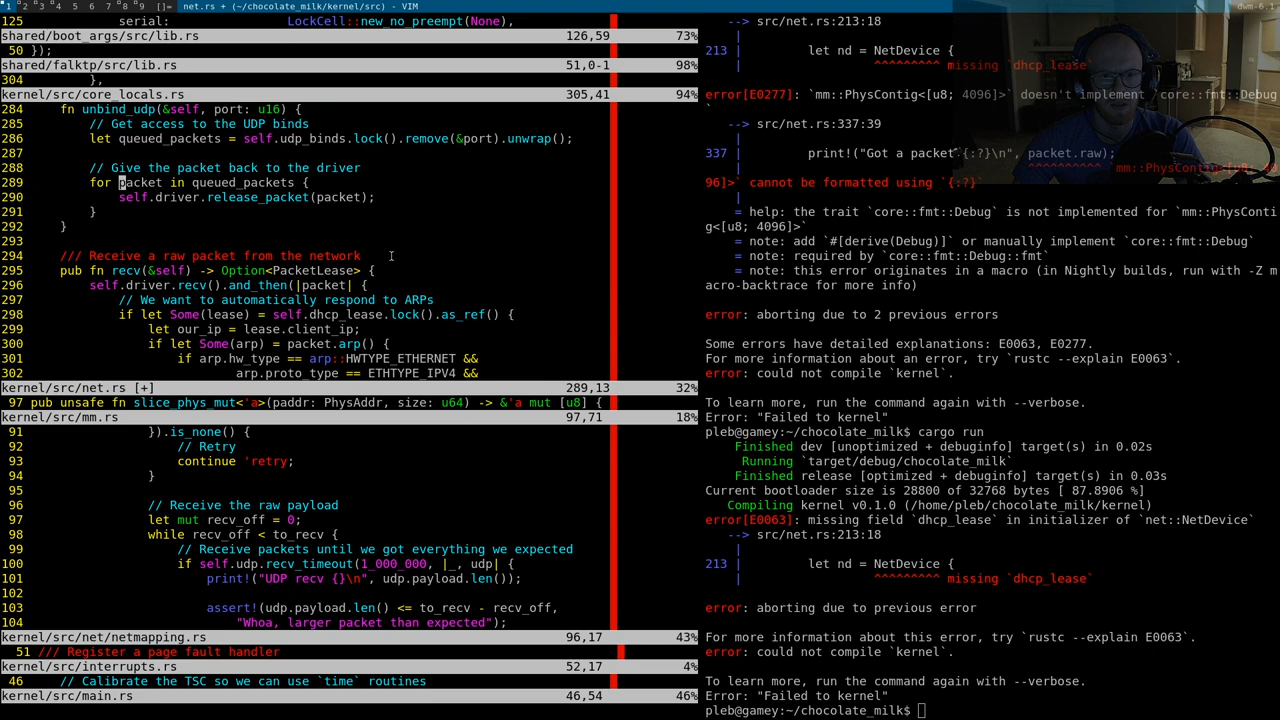 1 2 3 4 5 6 7 8 9 []= net.rs + (~/chocolate_milk/kernel/src) - VIM dwm-6.1
125 serial: LockCell::new_no_preempt(None),
shared/boot_args/src/lib.rs 126,59 73%
50 });
shared/falktp/src/lib.rs 51,0-1 98%
304 },
kernel/src/core_locals.rs 305,41 94%
284 fn unbind_udp(&self, port: u16) {
285 // Get access to the UDP binds
286 let queued_packets = self.udp_binds.lock().remove(&port).unwrap();
287
288 // Give the packet back to the driver
289 for packet in queued_packets {
290 self.driver.release_packet(packet);
291 }
292 }
293
294 /// Receive a raw packet from the network
295 pub fn recv(&self) -> Option<PacketLease> {
296 self.driver.recv().and_then(|packet| {
297 // We want to automatically respond to ARPs
298 if let Some(lease) = self.dhcp_lease.lock().as_ref() {
299 let our_ip = lease.client_ip;
300 if let Some(arp) = packet.arp() {
301 if arp.hw_type == arp::HWTYPE_ETHERNET &&
302 arp.proto_type == ETHTYPE_IPV4 &&
kernel/src/net.rs [+] 289,13 32%
97 pub unsafe fn slice_phys_mut<'a>(paddr: PhysAddr, size: u64) -> &'a mut [u8] {
kernel/src/mm.rs 97,71 18%
91 }).is_none() {
92 // Retry
93 continue 'retry;
94 }
95
96 // Receive the raw payload
97 let mut recv_off = 0;
98 while recv_off < to_recv {
99 // Receive packets until we got everything we expected
100 if self.udp.recv_timeout(1_000_000, |_, udp| {
101 print!("UDP recv {}\n", udp.payload.len());
102
103 assert!(udp.payload.len() <= to_recv - recv_off,
104 "Whoa, larger packet than expected");
kernel/src/net/netmapping.rs 96,17 43%
51 /// Register a page fault handler
kernel/src/interrupts.rs 52,17 4%
46 // Calibrate the TSC so we can use `time` routines
kernel/src/main.rs 46,54 46%
--> src/net.rs:213:18
|
213 | let nd = NetDevice {
| ^^^^^^^^^ missing `dhcp_lease`
error[E0277]: `mm::PhysContig<[u8; 4096]>` doesn't implement `core::fmt::Debug
`
--> src/net.rs:337:39
|
337 | print!("Got a packet {:?}\n", packet.raw);
| ^^^^^^^^^^ `mm::PhysContig<[u8; 40
96]>` cannot be formatted using `{:?}`
|
= help: the trait `core::fmt::Debug` is not implemented for `mm::PhysConti
g<[u8; 4096]>`
= note: add `#[derive(Debug)]` or manually implement `core::fmt::Debug`
= note: required by `core::fmt::Debug::fmt`
= note: this error originates in a macro (in Nightly builds, run with -Z m
acro-backtrace for more info)
error: aborting due to 2 previous errors
Some errors have detailed explanations: E0063, E0277.
For more information about an error, try `rustc --explain E0063`.
error: could not compile `kernel`.
To learn more, run the command again with --verbose.
Error: "Failed to kernel"
pleb@gamey:~/chocolate_milk$ cargo run
Finished dev [unoptimized + debuginfo] target(s) in 0.02s
Running `target/debug/chocolate_milk`
Finished release [optimized + debuginfo] target(s) in 0.03s
Current bootloader size is 28800 of 32768 bytes [ 87.8906 %]
Compiling kernel v0.1.0 (/home/pleb/chocolate_milk/kernel)
error[E0063]: missing field `dhcp_lease` in initializer of `net::NetDevice`
--> src/net.rs:213:18
|
213 | let nd = NetDevice {
| ^^^^^^^^^ missing `dhcp_lease`
error: aborting due to previous error
For more information about this error, try `rustc --explain E0063`.
error: could not compile `kernel`.
To learn more, run the command again with --verbose.
Error: "Failed to kernel"
pleb@gamey:~/chocolate_milk$